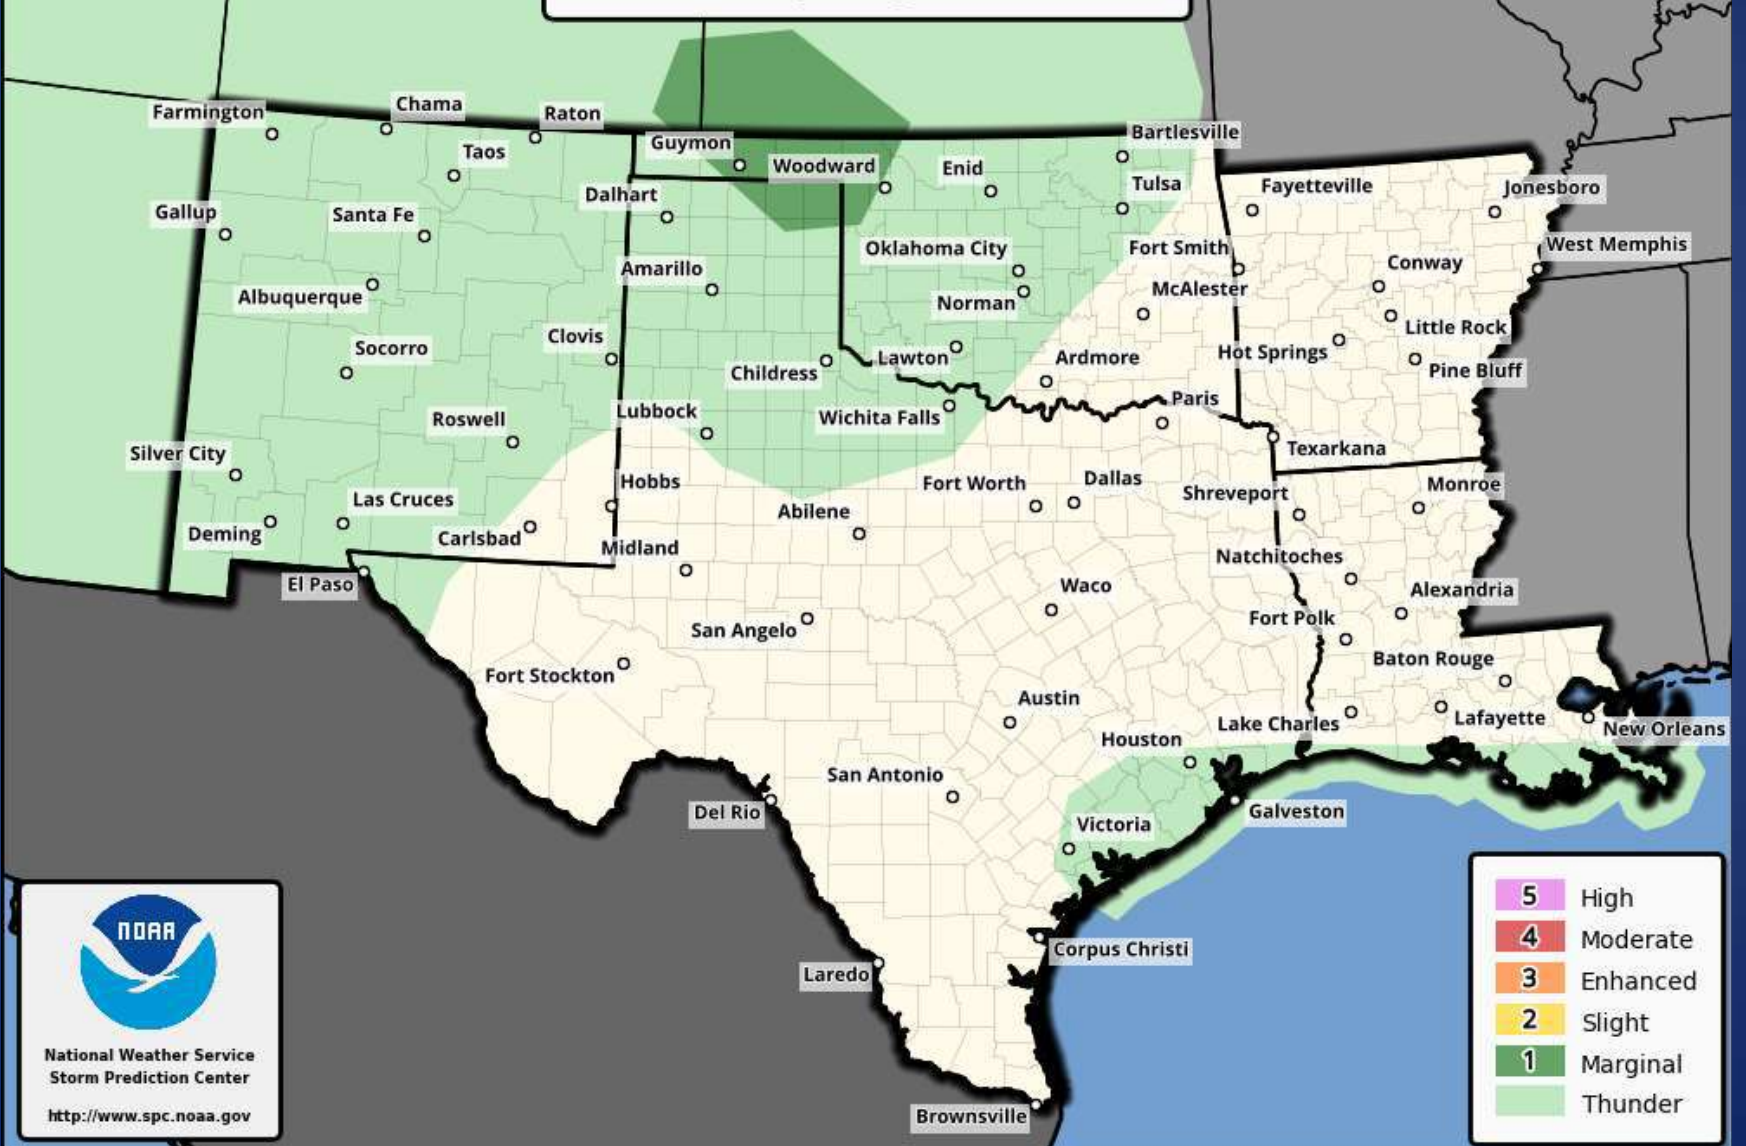 Farmington
Chama
Raton
Bartlesville
Guymon
Taos
Woodward
Enid
Tulsa
Fayetteville
Jonesboro
Dalhart
Gallup
Santa Fe
Oklahoma City
Fort Smith
West Memphis
Amarillo
Conway
Albuquerque
Norman
McAlester
Little Rock
Clovis
Socorro
Childress
Lawton
Ardmore
Hot Springs
Pine Bluff
Paris
Roswell
Lubbock
Wichita Falls
Silver City
Texarkana
Hobbs
Fort Worth
Dallas
Shreveport
Monroe
Las Cruces
Abilene
Deming
Carlsbad
Midland
Natchitoches
El Paso
Waco
Alexandria
San Angelo
Fort Polk
Fort Stockton
Baton Rouge
Austin
Lake Charles
Lafayette
New Orleans
Houston
San Antonio
Del Rio
Galveston
Victoria
Corpus Christi
Laredo
Brownsville
NOAA
National Weather Service
Storm Prediction Center
http://www.spc.noaa.gov
5 High
4 Moderate
3 Enhanced
2 Slight
1 Marginal
Thunder